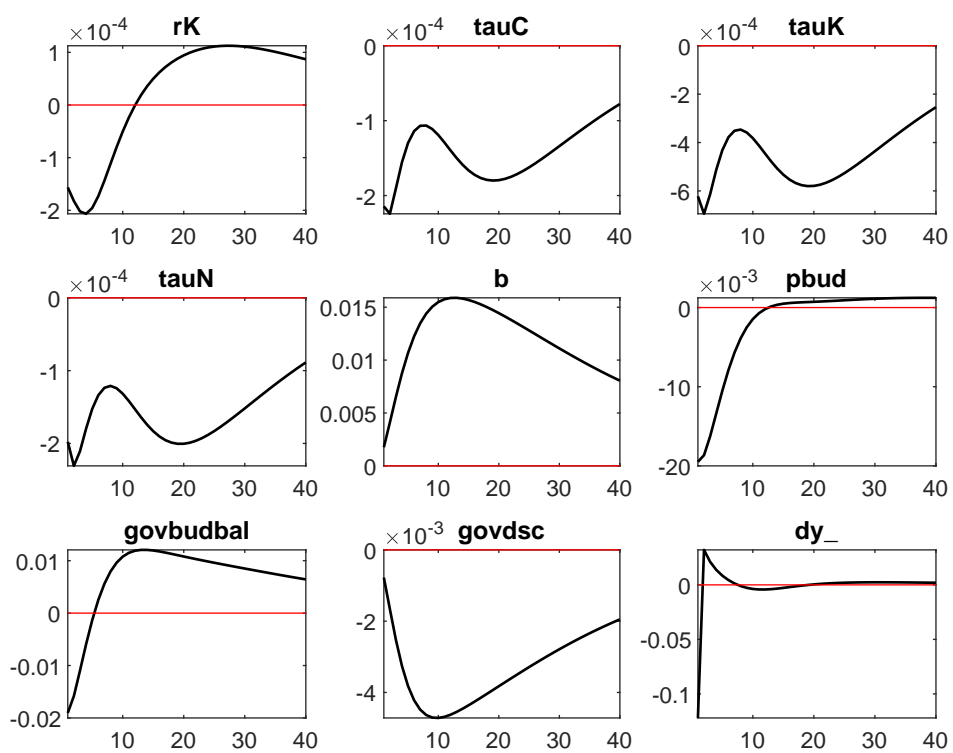 ×10⁻⁴ rK
1
0
-1
-2
10 20 30 40
×10⁻⁴ tauC
0
-1
-2
10 20 30 40
×10⁻⁴ tauK
0
-2
-4
-6
10 20 30 40
×10⁻⁴ tauN
0
-1
-2
10 20 30 40
b
0.015
0.01
0.005
0
10 20 30 40
×10⁻³ pbud
0
-10
-20
10 20 30 40
govbudbal
0.01
0
-0.01
-0.02
10 20 30 40
×10⁻³ govdsc
0
-2
-4
10 20 30 40
dy_
0
-0.05
-0.1
10 20 30 40